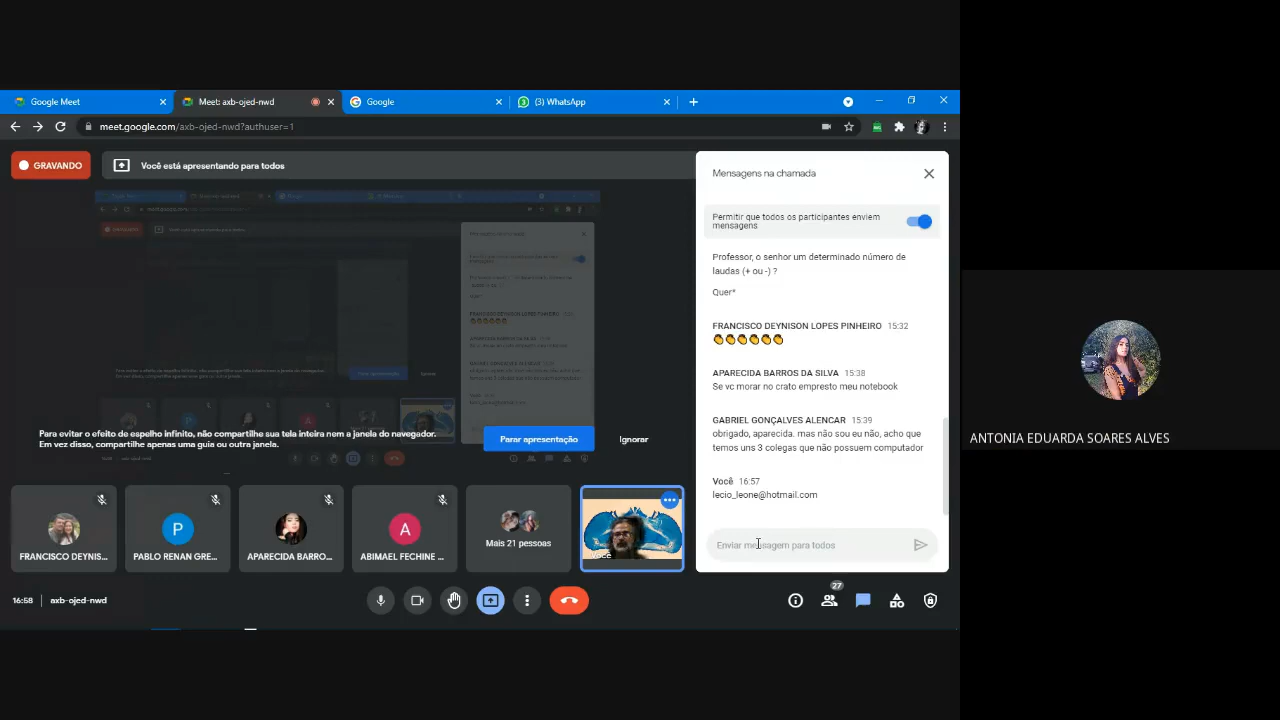 Google Meet
Meet: axb-ojed-nwd
Google
(3) WhatsApp
meet.google.com/axb-ojed-nwd?authuser=1
GRAVANDO
Você está apresentando para todos
Mensagens na chamada
Permitir que todos os participantes enviem
mensagens
Professor, o senhor um determinado número de
laudas (+ ou -) ?
Quer*
FRANCISCO DEYNISON LOPES PINHEIRO 15:32
APARECIDA BARROS DA SILVA 15:38
Se vc morar no crato empresto meu notebook
GABRIEL GONÇALVES ALENCAR 15:39
obrigado, aparecida. mas não sou eu não, acho que
temos uns 3 colegas que não possuem computador
Você 16:57
lecio_leone@hotmail.com
Enviar mensagem para todos
Para evitar o efeito de espelho infinito, não compartilhe sua tela inteira nem a janela do navegador.
Em vez disso, compartilhe apenas uma guia ou outra janela.
Parar apresentação
Ignorar
FRANCISCO DEYNIS...
P
PABLO RENAN GRE...
APARECIDA BARRO...
A
ABIMAEL FECHINE ...
Mais 21 pessoas
Você
16:58 | axb-ojed-nwd
27
ANTONIA EDUARDA SOARES ALVES